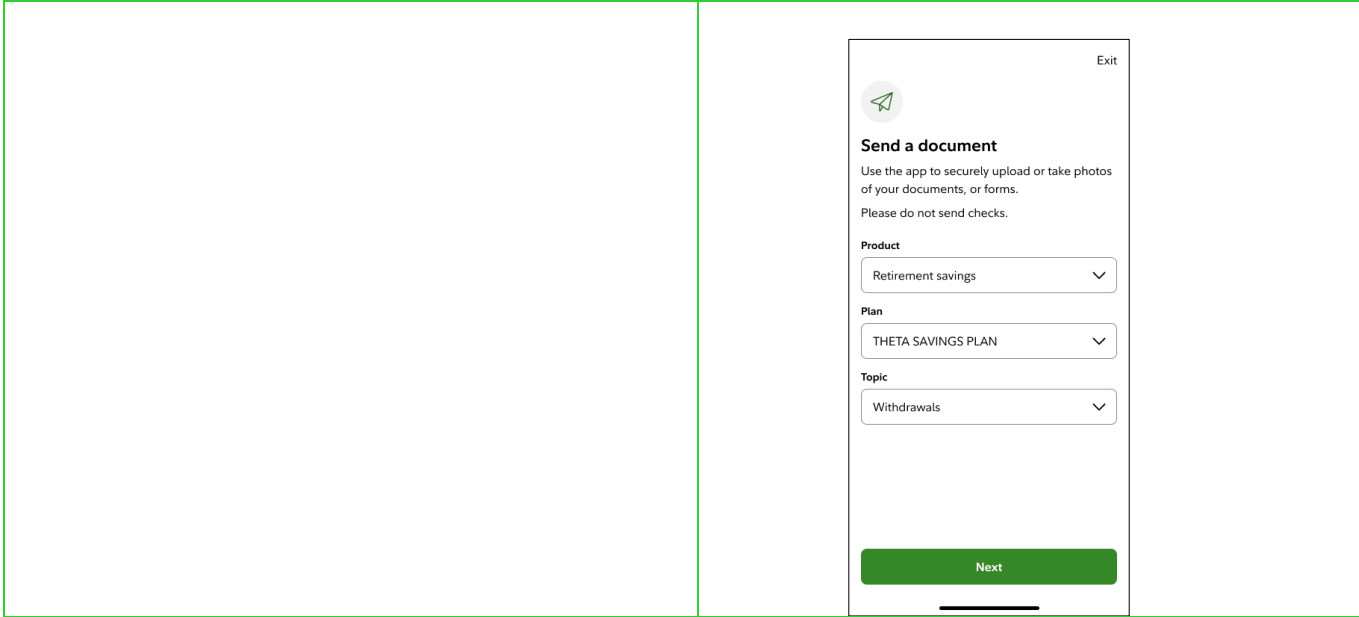 Exit
Send a document
Use the app to securely upload or take photos
of your documents, or forms.
Please do not send checks.
Product
Retirement savings
Plan
THETA SAVINGS PLAN
Topic
Withdrawals
Next